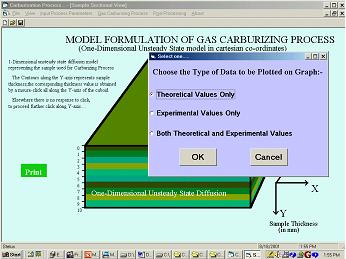 Carburization Process... - [Sample Sectional View]
File View Input Process Parameters Gas Carburizing Process Post Processing About
MODEL FORMULATION OF GAS CARBURIZING PROCESS
(One-Dimensional Unsteady State model in cartesian co-ordinates)
1-Dimensional unsteady state diffusion model
representing the sample used for Carburizing Process
The Contours along the Y-axis represents sample
thickness,the corresponding thickness value is obtained
by a mouse-click all along the Y-axis of the cuboid.
Elsewhere there is no response to click,
to proceed further click along Y-axis....
Select one....
Choose the Type of Data to be Plotted on Graph:-
Theoretical Values Only
Experimental Values Only
Both Theoretical and Experimental Values
OK
Cancel
Print
0
1
2
3
4
5
6
7
8
9
10
One-Dimensional Unsteady State Diffusion
X
Y
Sample Thickness
(in mm)
Status
1:55 PM
Start
1:55 PM